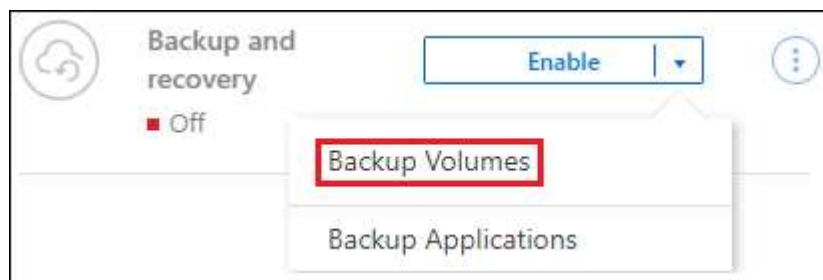 Backup and
recovery
Enable
Off
Backup Volumes
Backup Applications